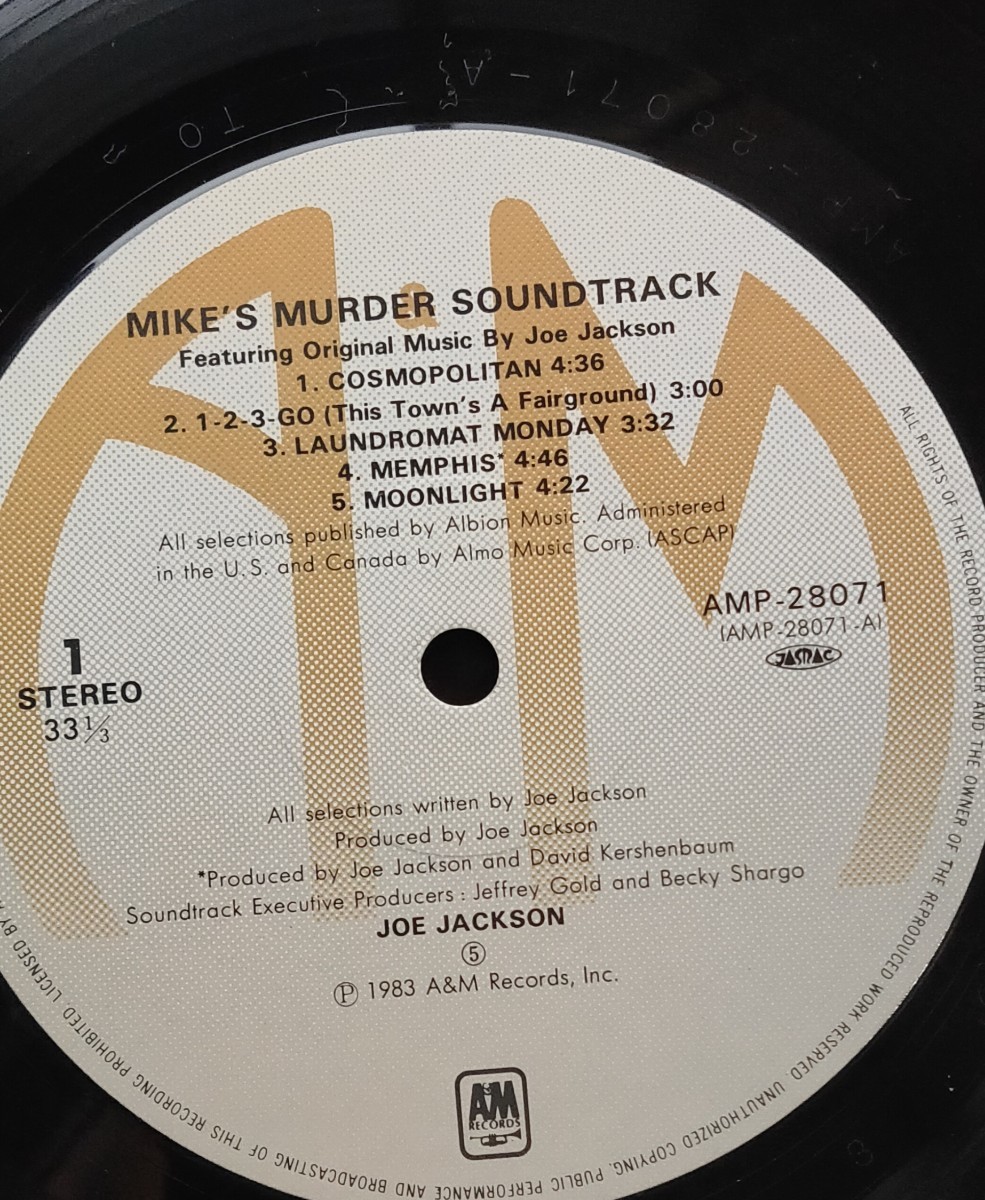 MIKE'S MURDER SOUNDTRACK
Featuring Original Music By Joe Jackson
1. COSMOPOLITAN 4:36
2. 1-2-3-GO (This Town's A Fairground) 3:00
3. LAUNDROMAT MONDAY 3:32
4. MEMPHIS* 4:46
5. MOONLIGHT 4:22
All selections published by Albion Music. Administered
in the U.S. and Canada by Almo Music Corp. (ASCAP)
AMP-28071
(AMP-28071-A)
JASRAC
1
STEREO
33 1/3
All selections written by Joe Jackson
Produced by Joe Jackson
*Produced by Joe Jackson and David Kershenbaum
Soundtrack Executive Producers : Jeffrey Gold and Becky Shargo
JOE JACKSON
⑤
Ⓟ 1983 A&M Records, Inc.
A&M
RECORDS
ALL RIGHTS OF THE RECORD PRODUCER AND THE OWNER OF THE REPRODUCED WORK RESERVED. UNAUTHORIZED COPYING, PUBLIC PERFORMANCE AND BROADCASTING OF THIS RECORDING PROHIBITED. LICENSED BY
28071-A